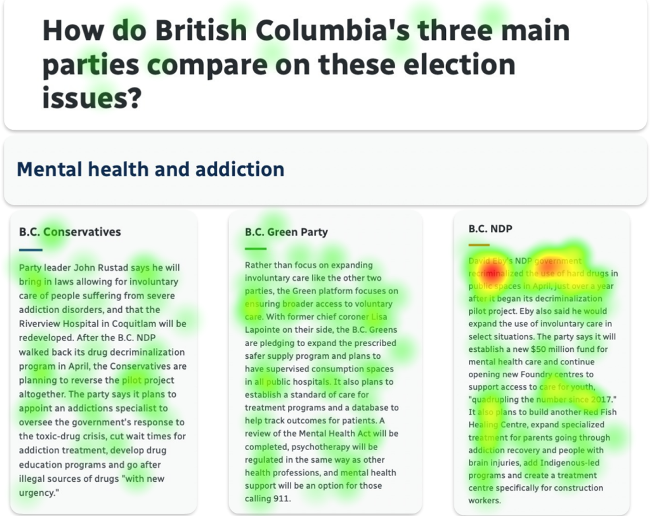 How do British Columbia's three main
parties compare on these election
issues?
Mental health and addiction
B.C. Conservatives
Party leader John Rustad says he will
bring in laws allowing for involuntary
care of people suffering from severe
addiction disorders, and that the
Riverview Hospital in Coquitlam will be
redeveloped. After the B.C. NDP
walked back its drug decriminalization
program in April, the Conservatives are
planning to reverse the pilot project
altogether. The party says it plans to
appoint an addictions specialist to
oversee the government's response to
the toxic-drug crisis, cut wait times for
addiction treatment, develop drug
education programs and go after
illegal sources of drugs "with new
urgency."
B.C. Green Party
Rather than focus on expanding
involuntary care like the other two
parties, the Green platform focuses on
ensuring broader access to voluntary
care. With former chief coroner Lisa
Lapointe on their side, the B.C. Greens
are pledging to expand the prescribed
safer supply program and plans to
have supervised consumption spaces
in all public hospitals. It also plans to
establish a standard of care for
treatment programs and a database to
help track outcomes for patients. A
review of the Mental Health Act will be
completed, psychotherapy will be
regulated in the same way as other
health professions, and mental health
support will be an option for those
calling 911.
B.C. NDP
David Eby's NDP government
recriminalized the use of hard drugs in
public spaces in April, just over a year
after it began its decriminalization
pilot project. Eby also said he would
expand the use of involuntary care in
select situations. The party says it will
establish a new $50 million fund for
mental health care and continue
opening new Foundry centres to
support access to care for youth,
"quadrupling the number since 2017."
It also plans to build another Red Fish
Healing Centre, expand specialized
treatment for parents going through
addiction recovery and people with
brain injuries, add Indigenous-led
programs and create a treatment
centre specifically for construction
workers.